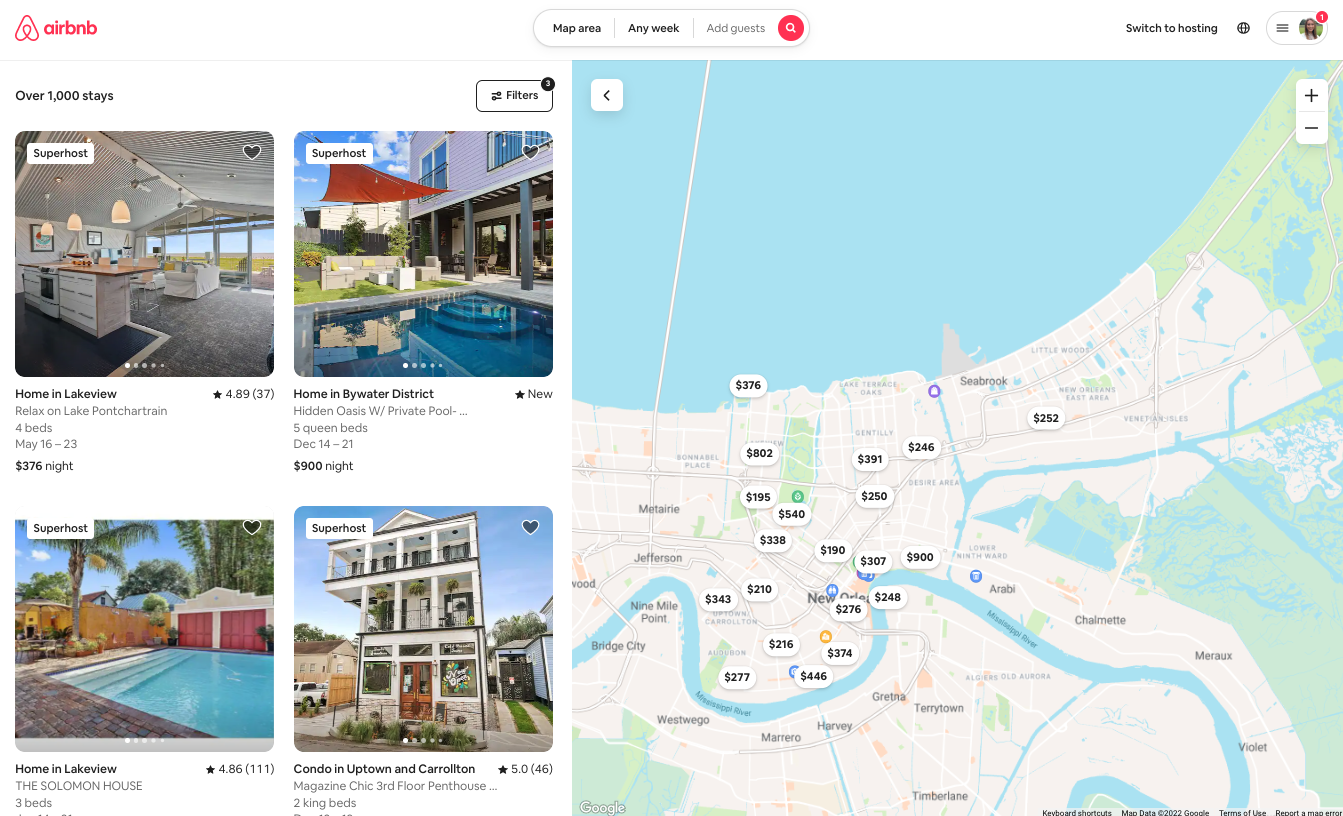 airbnb
Map area
Any week
Add guests
Switch to hosting
1
Over 1,000 stays
Filters
3
Superhost
Superhost
Home in Lakeview
4.89 (37)
Relax on Lake Pontchartrain
4 beds
May 16 – 23
$376 night
Home in Bywater District
New
Hidden Oasis W/ Private Pool- ...
5 queen beds
Dec 14 – 21
$900 night
Superhost
Superhost
Home in Lakeview
4.86 (111)
THE SOLOMON HOUSE
3 beds
Condo in Uptown and Carrollton
5.0 (46)
Magazine Chic 3rd Floor Penthouse ...
2 king beds
LITTLE WOODS
Seabrook
$376
LAKE TERRACE
- OAKS
NEW ORLEANS
EAST AREA
$252
VENETIAN ISLES
GENTILLY
$246
$802
$391
BONNABEL
PLACE
DESIRE AREA
$195
$250
Metairie
$540
$338
$190
Jefferson
$307
$900
LOWER
NINTH WARD
wood
$210
Arabi
$343
New Orle
$248
$276
Nine Mile
Point
UPTOWN-
CARROLLTON
Mississippi River
Chalmette
Bridge City
$216
AUDUBON
$374
Meraux
$277
$446
ALGIERS
OLD AURORA
Mississippi River
Gretna
Terrytown
Westwego
Harvey
Marrero
Violet
Timberlane
Google
Keyboard shortcuts
Map Data ©2022 Google
Terms of Use
Report a map error